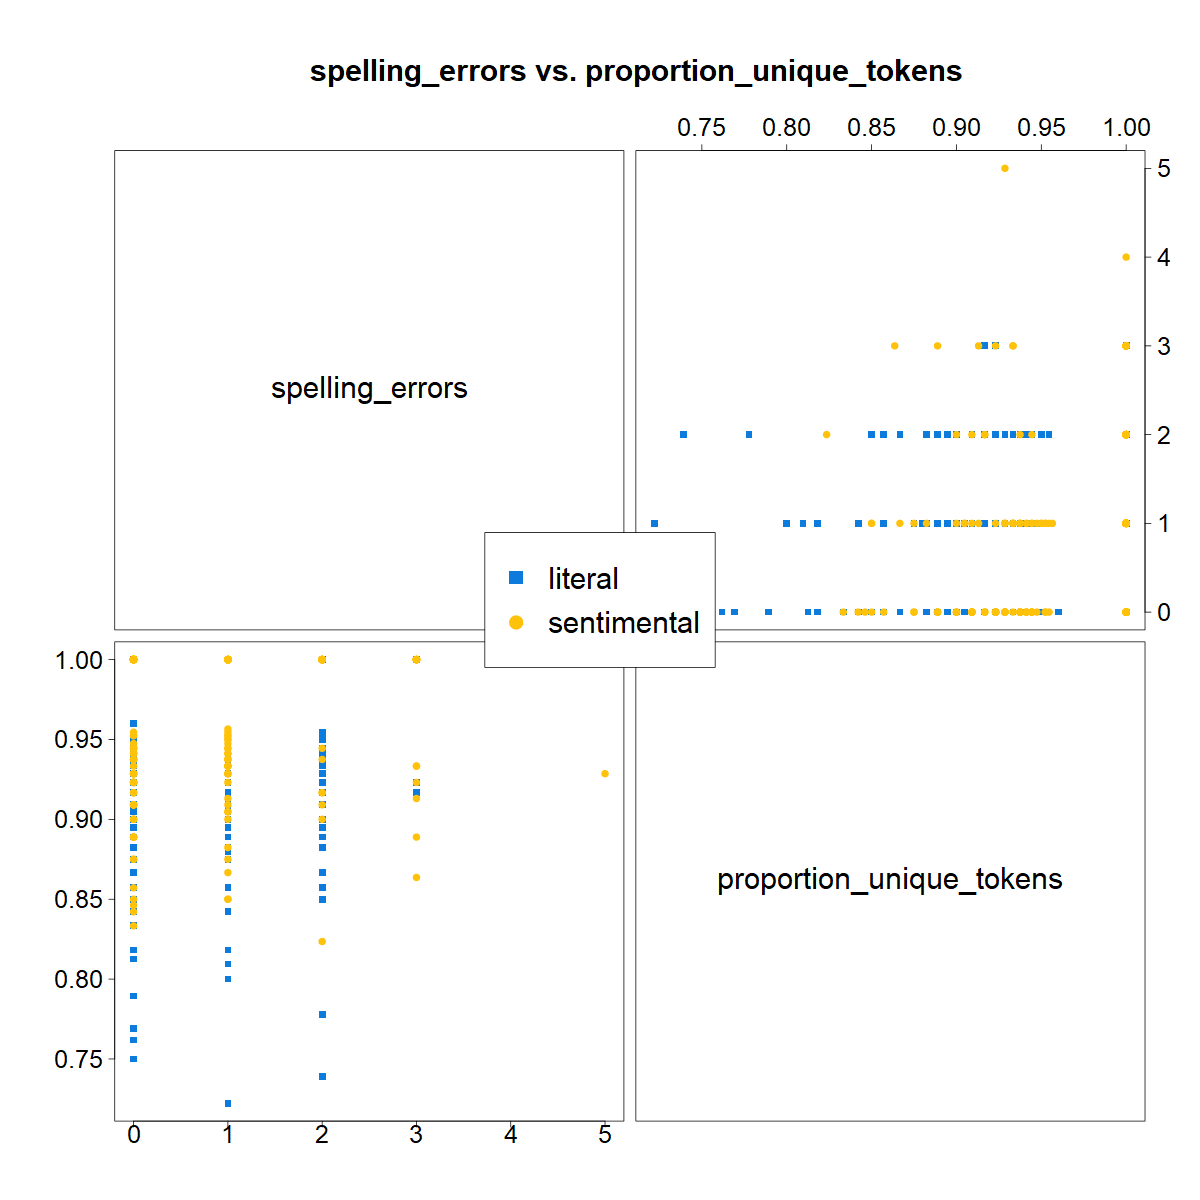 spelling_errors vs. proportion_unique_tokens
0.75 0.80 0.85 0.90 0.95 1.00
5
4
3
2
1
0
spelling_errors
literal
sentimental
1.00
0.95
0.90
0.85
0.80
0.75
proportion_unique_tokens
0 1 2 3 4 5